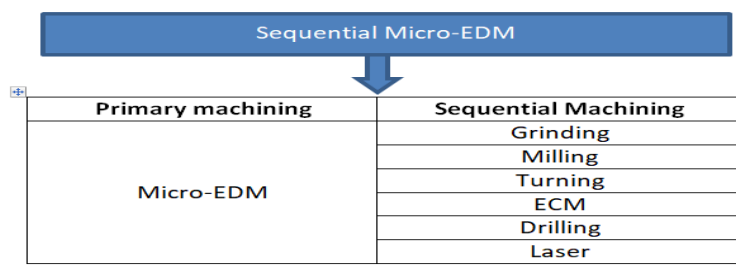 Sequential Micro-EDM
Primary machining Sequential Machining
Micro-EDM
Grinding
Milling
Turning
ECM
Drilling
Laser